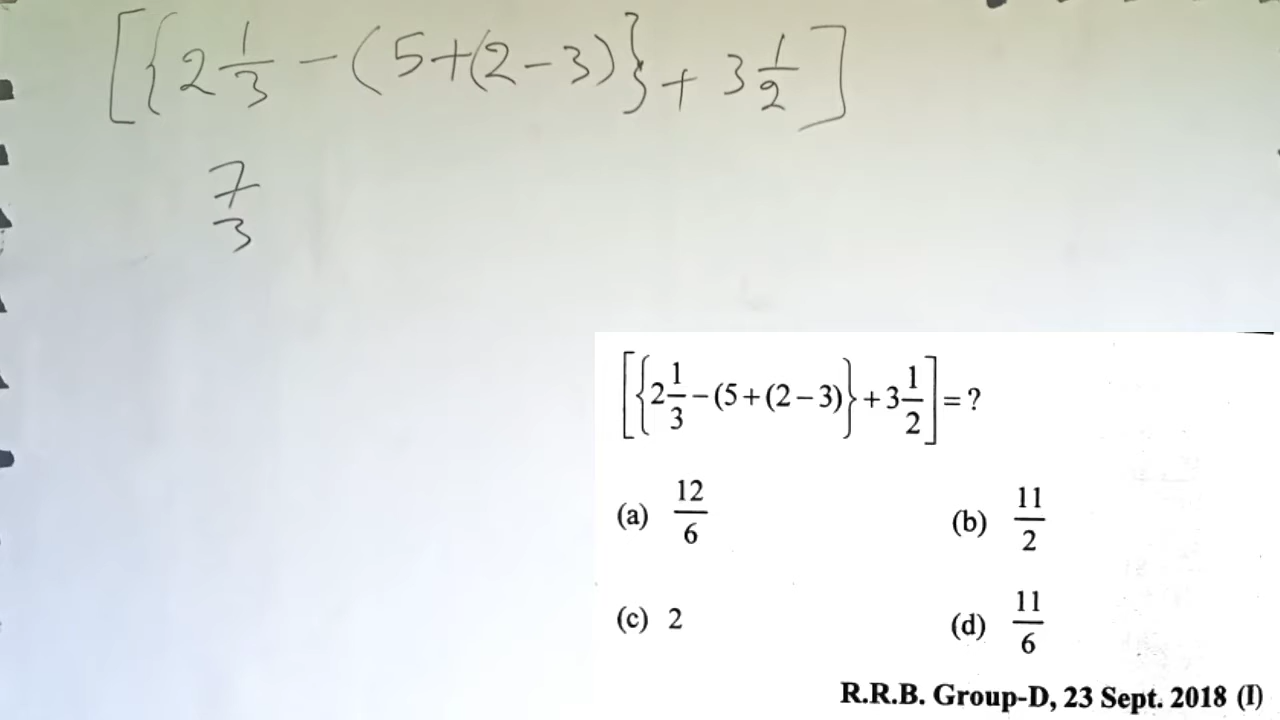 [{2 1/3 - (5+(2-3)} + 3 1/2]
7/3
[{2 1/3 - (5+(2-3)} + 3 1/2] = ?
(a) 12/6 (b) 11/2
(c) 2 (d) 11/6
R.R.B. Group-D, 23 Sept. 2018 (I)